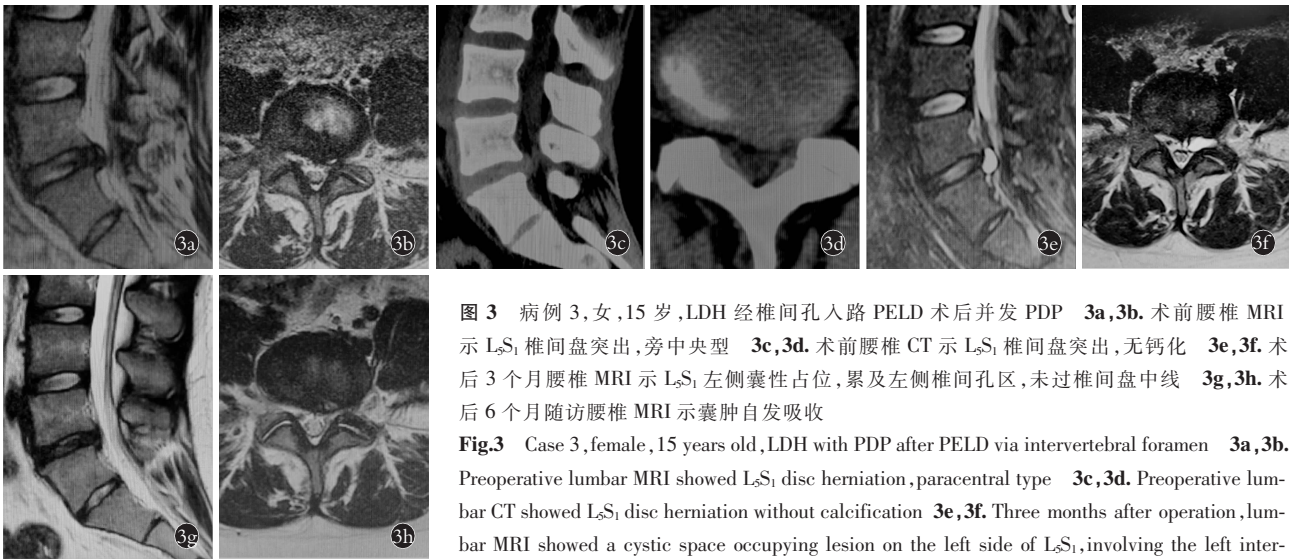 3a
3b
3c
3d
3e
3f
3g
3h
图 3 病例 3,女,15 岁,LDH 经椎间孔入路 PELD 术后并发 PDP 3a,3b. 术前腰椎 MRI
示 L₅S₁ 椎间盘突出,旁中央型 3c,3d. 术前腰椎 CT 示 L₅S₁ 椎间盘突出,无钙化 3e,3f. 术
后 3 个月腰椎 MRI 示 L₅S₁ 左侧囊性占位,累及左侧椎间孔区,未过椎间盘中线 3g,3h. 术
后 6 个月随访腰椎 MRI 示囊肿自发吸收
Fig.3 Case 3,female,15 years old,LDH with PDP after PELD via intervertebral foramen 3a,3b.
Preoperative lumbar MRI showed L₅S₁ disc herniation,paracentral type 3c,3d. Preoperative lum-
bar CT showed L₅S₁ disc herniation without calcification 3e,3f. Three months after operation,lum-
bar MRI showed a cystic space occupying lesion on the left side of L₅S₁,involving the left inter-